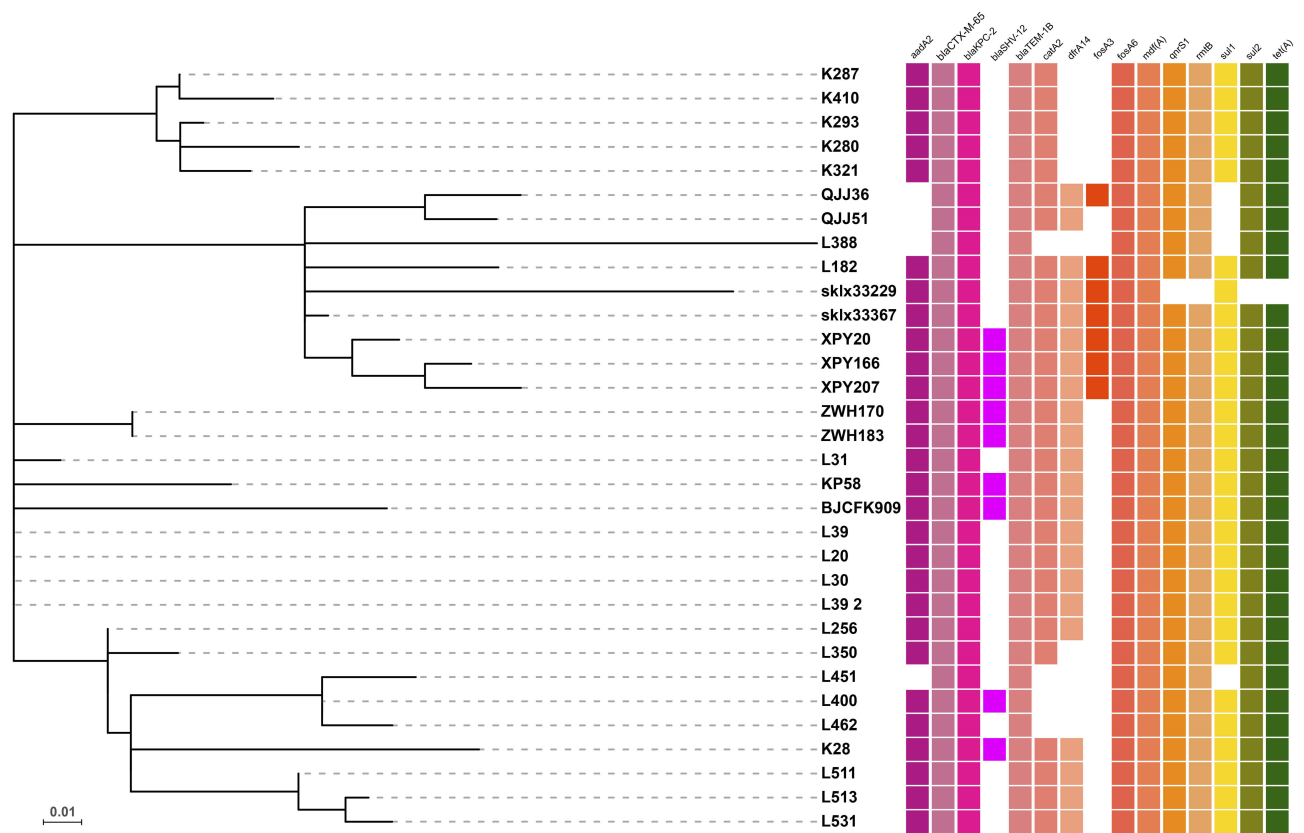 aadA2
blaCTX-M-65
blaKPC-2
blaSHV-12
blaTEM-1B
catA2
dfrA14
fosA3
fosA6
mdf(A)
qnrS1
rmtB
sul1
sul2
tet(A)
K287
K410
K293
K280
K321
QJJ36
QJJ51
L388
L182
sklx33229
sklx33367
XPY20
XPY166
XPY207
ZWH170
ZWH183
L31
KP58
BJCFK909
L39
L20
L30
L39 2
L256
L350
L451
L400
L462
K28
L511
L513
L531
0.01